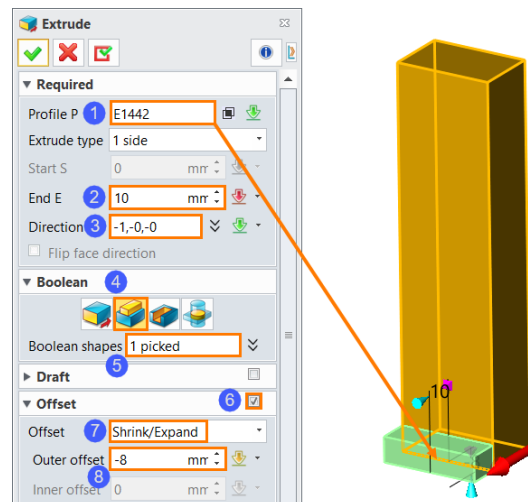 Extrude
Required
Profile P 1 E1442
Extrude type 1 side
Start S 0 mm
End E 2 10 mm
Direction 3 -1,-0,-0
Flip face direction
Boolean 4
Boolean shapes 1 picked
5
Draft
Offset 6
Offset 7 Shrink/Expand
Outer offset -8 mm
8
Inner offset 0 mm
10